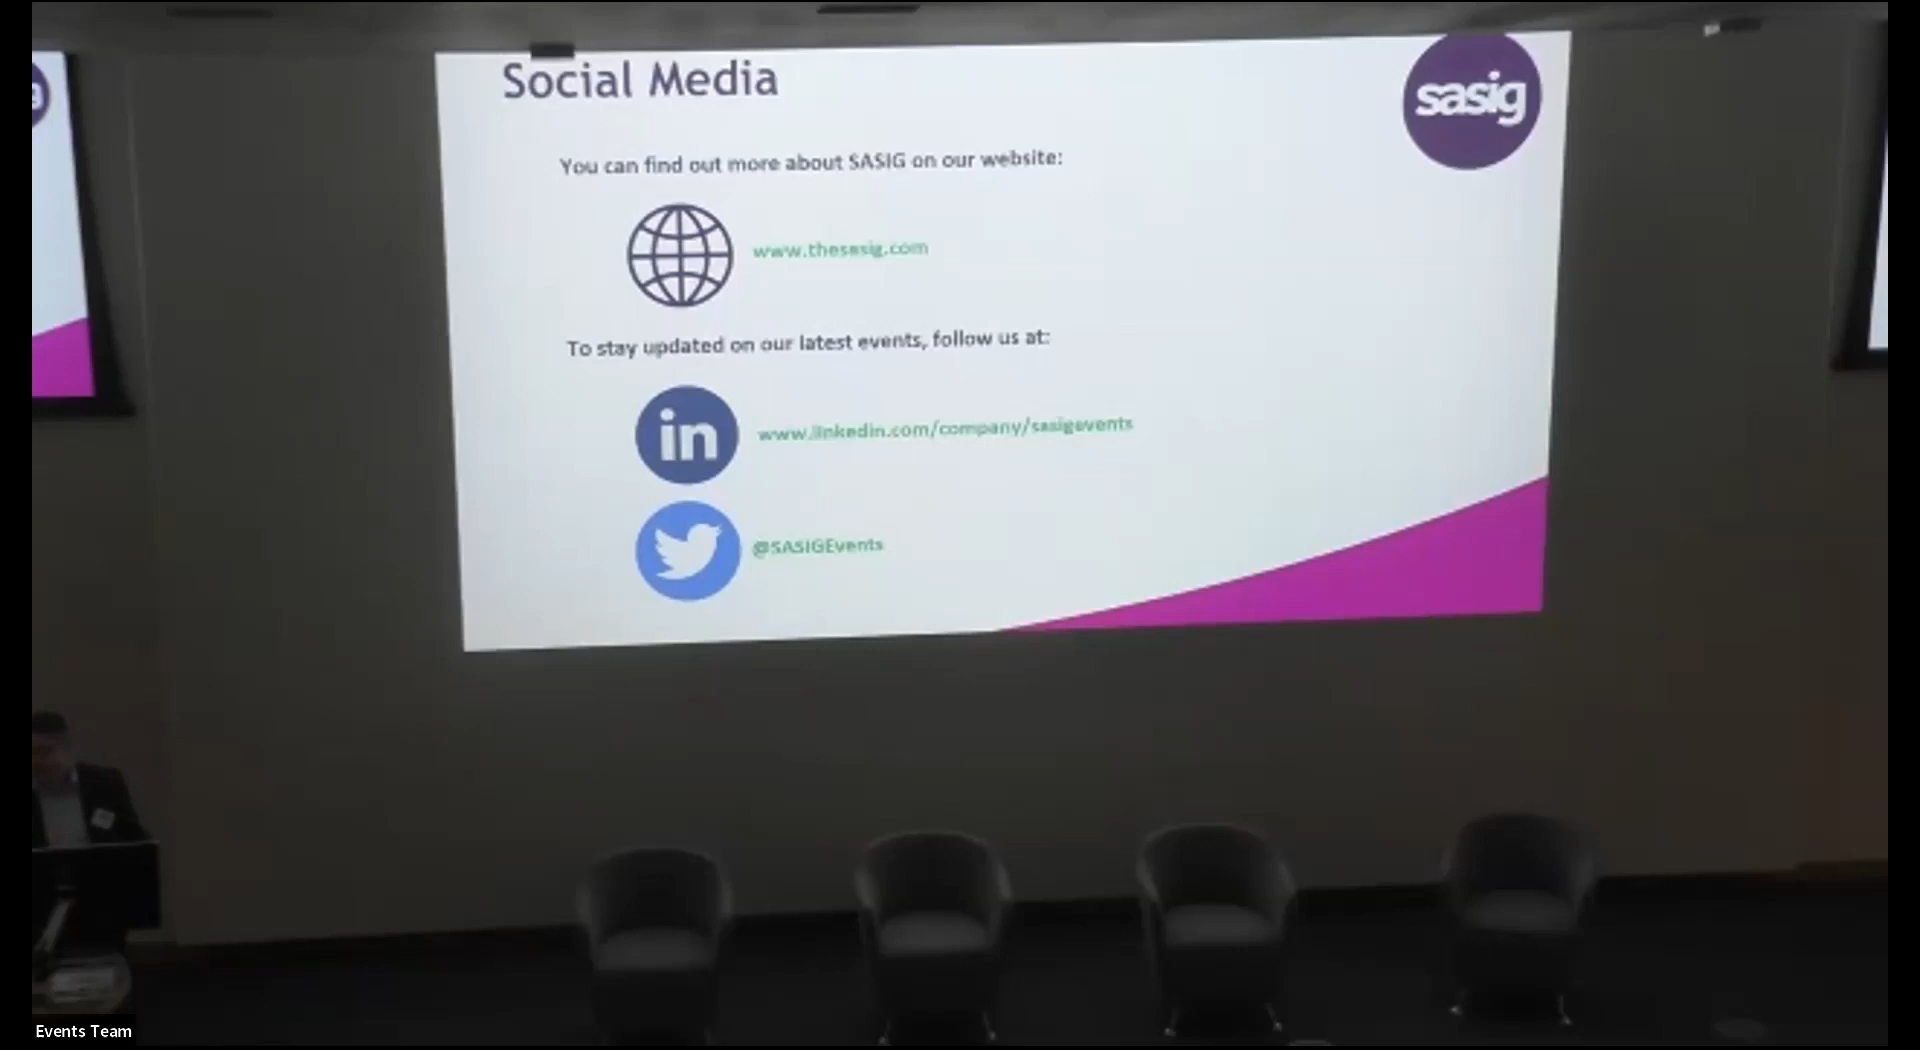 Social Media
sasig
You can find out more about SASIG on our website:
www.thesasig.com
To stay updated on our latest events, follow us at:
in
www.linkedin.com/company/sasigevents
@SASIGEvents
Events Team